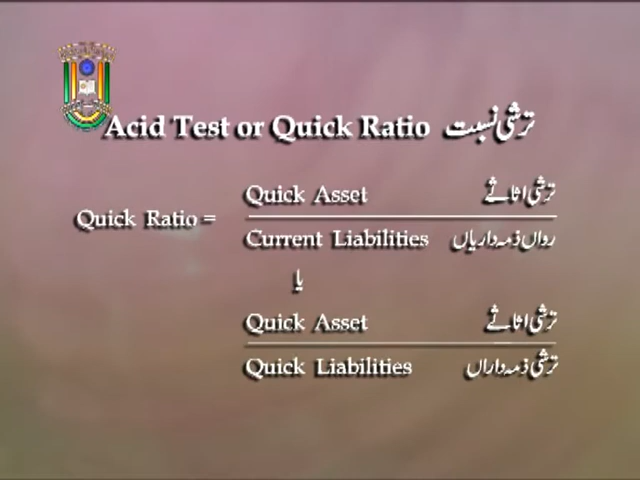 Acid Test or Quick Ratio ترشی نسبت
Quick Asset ترشی اثاثے
Quick Ratio =
Current Liabilities رواں ذمہ داریاں
یا
Quick Asset ترشی اثاثے
Quick Liabilities ترشی ذمہ داراں